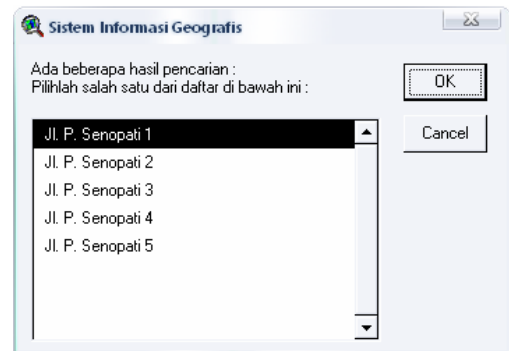 Sistem Informasi Geografis
Ada beberapa hasil pencarian :
Pilihlah salah satu dari daftar di bawah ini :
OK
Cancel
Jl. P. Senopati 1
Jl. P. Senopati 2
Jl. P. Senopati 3
Jl. P. Senopati 4
Jl. P. Senopati 5